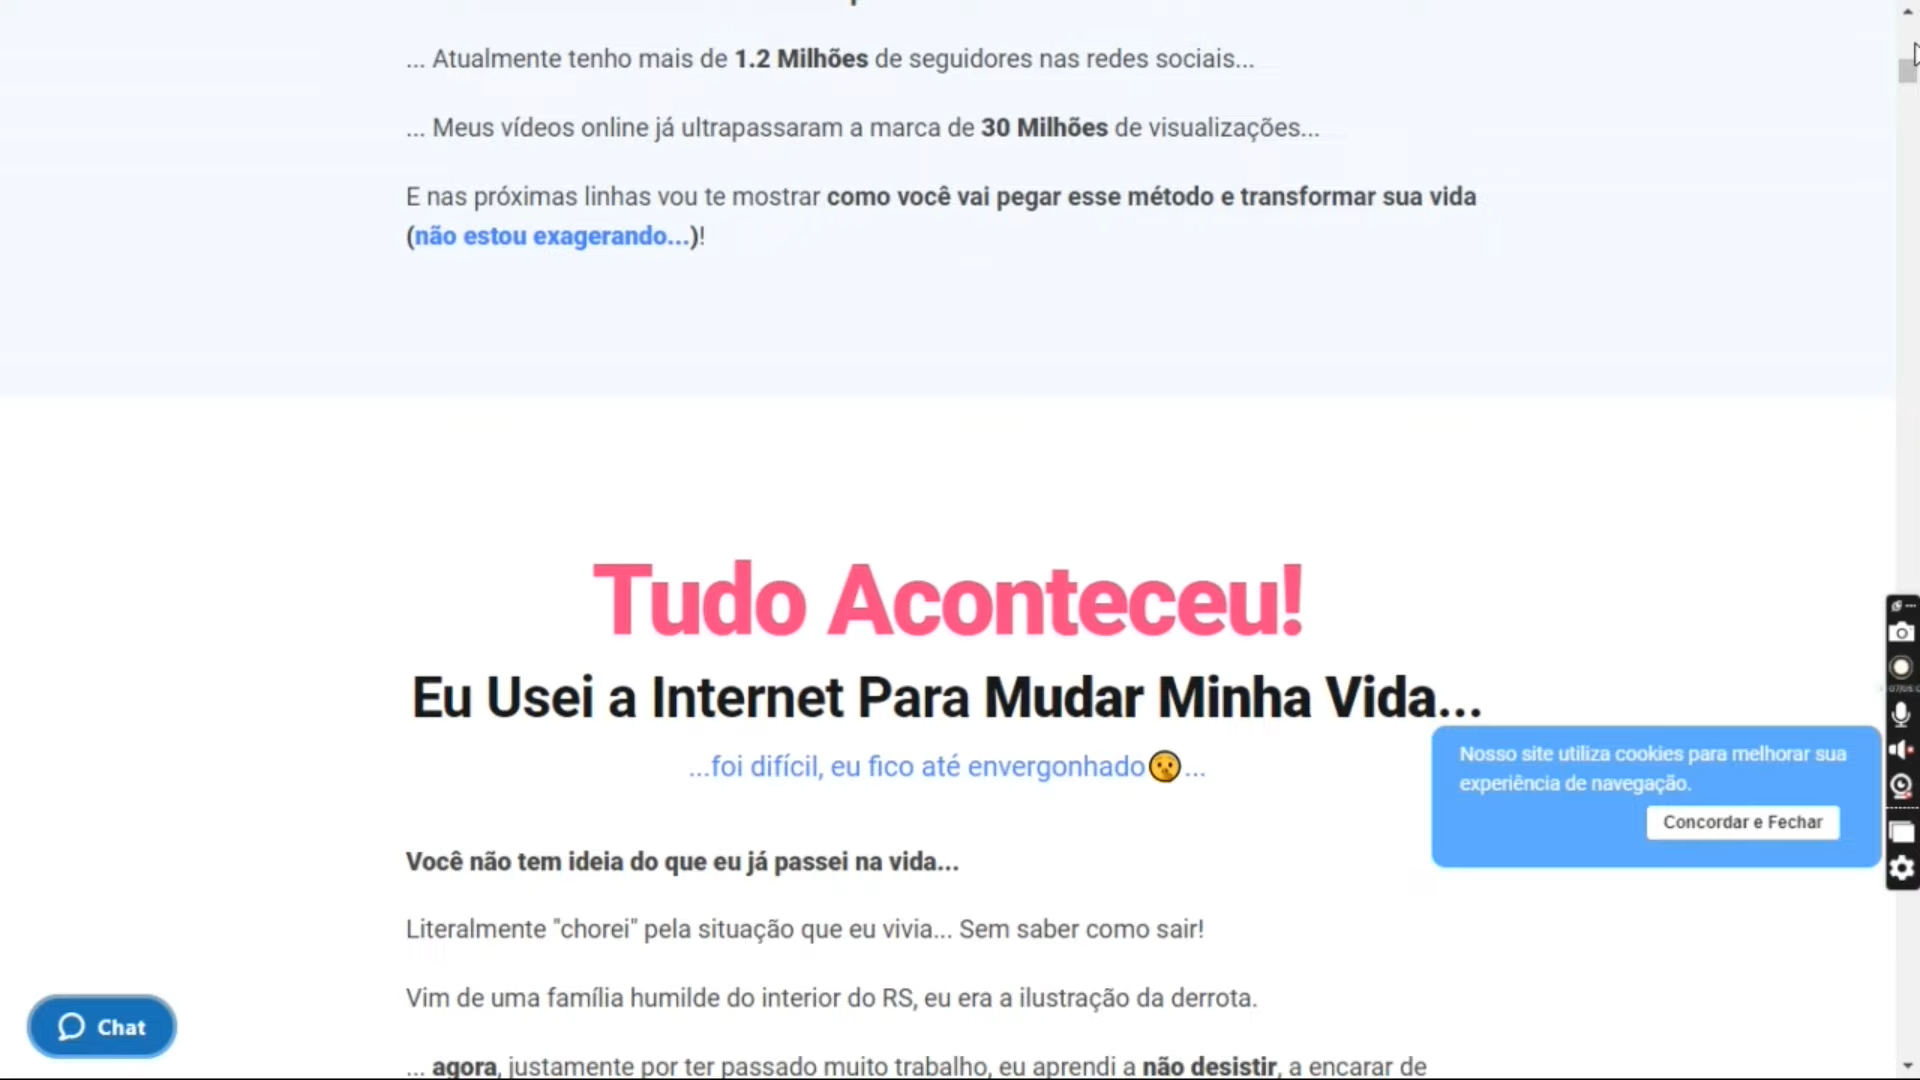 ... Atualmente tenho mais de 1.2 Milhões de seguidores nas redes sociais...
... Meus vídeos online já ultrapassaram a marca de 30 Milhões de visualizações...
E nas próximas linhas vou te mostrar como você vai pegar esse método e transformar sua vida
(não estou exagerando...)!
Tudo Aconteceu!
Eu Usei a Internet Para Mudar Minha Vida...
...foi difícil, eu fico até envergonhado🤫...
Nosso site utiliza cookies para melhorar sua
experiência de navegação.
Concordar e Fechar
Você não tem ideia do que eu já passei na vida...
Literalmente "chorei" pela situação que eu vivia... Sem saber como sair!
Vim de uma família humilde do interior do RS, eu era a ilustração da derrota.
Chat
... agora, justamente por ter passado muito trabalho, eu aprendi a não desistir, a encarar de